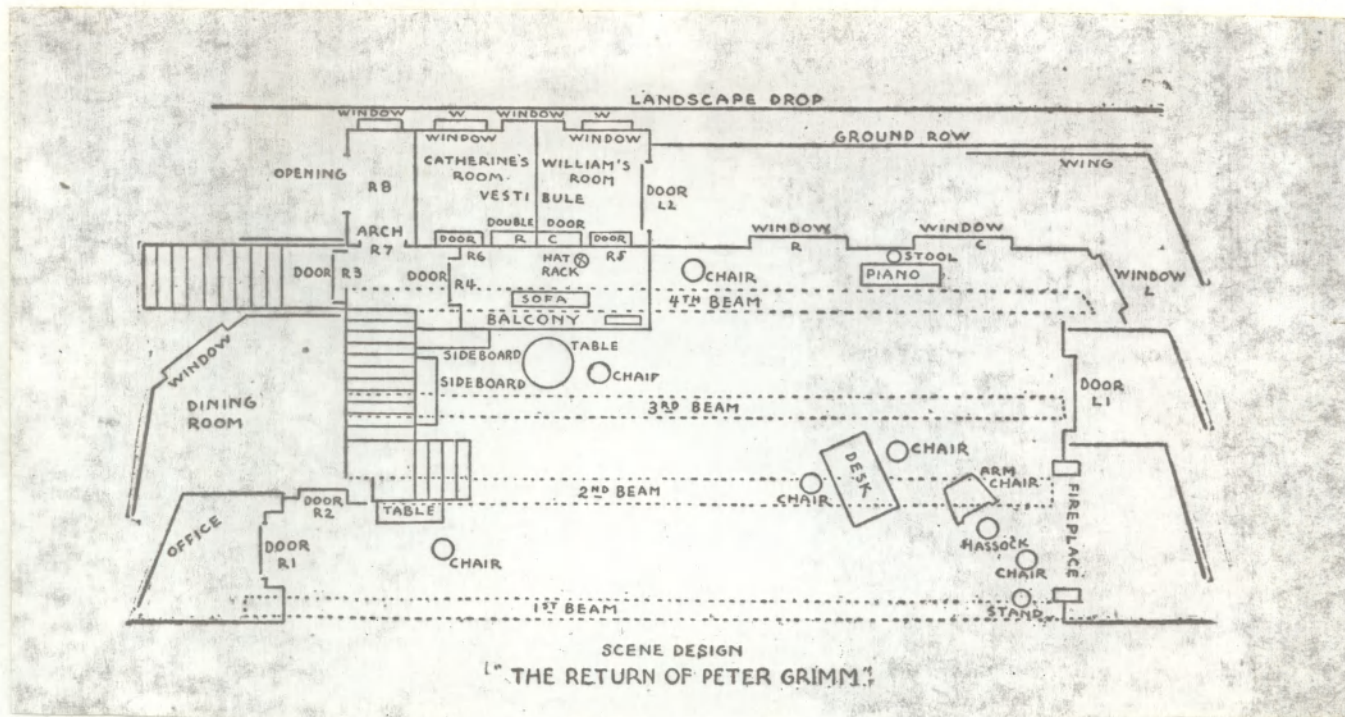 LANDSCAPE DROP
WINDOW W WINDOW W
WINDOW WINDOW
GROUND ROW
WING
OPENING
R8
CATHERINE'S
ROOM
WILLIAM'S
ROOM
VESTIBULE
DOOR
L2
DOUBLE DOOR
R C
ARCH
R7
DOOR
R6
DOOR
R5
WINDOW
R
WINDOW
C
DOOR R3
DOOR
R4
HAT
RACK
CHAIR
STOOL
PIANO
WINDOW
L
SOFA
4TH BEAM
BALCONY
SIDEBOARD
TABLE
SIDEBOARD
CHAIR
WINDOW
DINING
ROOM
DOOR
L1
3RD BEAM
CHAIR
DESK
CHAIR
ARM
CHAIR
2ND BEAM
FIREPLACE
DOOR
R2
TABLE
OFFICE
DOOR
R1
CHAIR
HASSOCK
CHAIR
STAND
1ST BEAM
SCENE DESIGN
"THE RETURN OF PETER GRIMM"